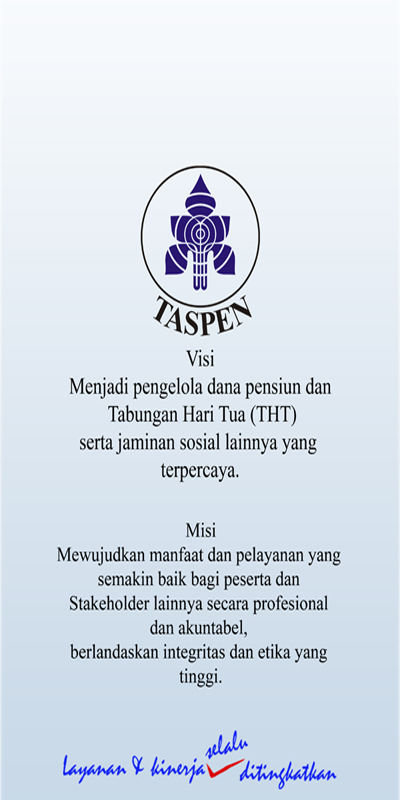 TASPEN
Visi
Menjadi pengelola dana pensiun dan
Tabungan Hari Tua (THT)
serta jaminan sosial lainnya yang
terpercaya.
Misi
Mewujudkan manfaat dan pelayanan yang
semakin baik bagi peserta dan
Stakeholder lainnya secara profesional
dan akuntabel,
berlandaskan integritas dan etika yang
tinggi.
Layanan & kinerja selalu ditingkatkan